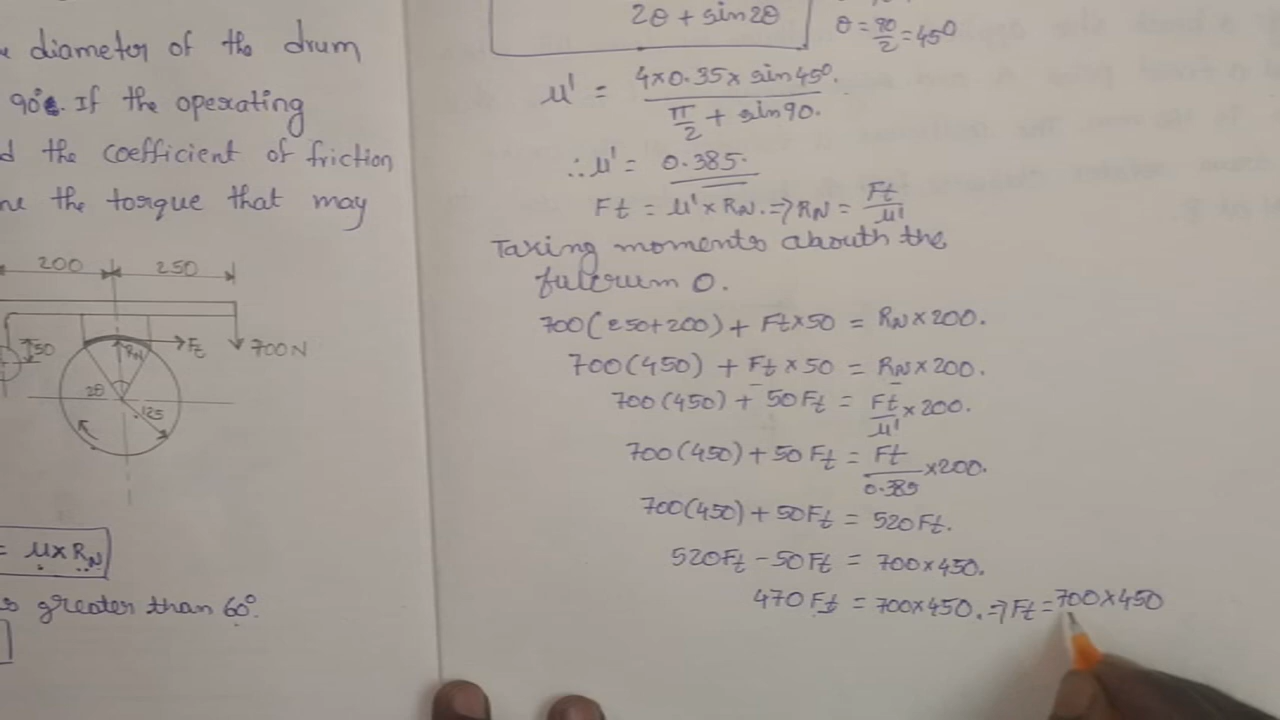 diameter of the drum
90°. If the operating
the coefficient of friction
the torque that may
200 250
50
RN
Ft
700N
2θ
.125
= μ×RN
greater than 60°.
2θ + sin2θ
θ = 90/2 = 45°
μ' = 4×0.35×sin45°. / π/2 + sin90.
∴ μ' = 0.385.
Ft = μ'×RN. ⇒ RN = Ft/μ'
Taking moments abouth the
fulcrum O.
700(250+200) + Ft×50 = RN×200.
700(450) + Ft×50 = RN×200.
700(450) + 50Ft = Ft/μ' ×200.
700(450) + 50Ft = Ft/0.385 ×200.
700(450) + 50Ft = 520Ft.
520Ft - 50Ft = 700×450.
470Ft = 700×450. ⇒ Ft = 700×450